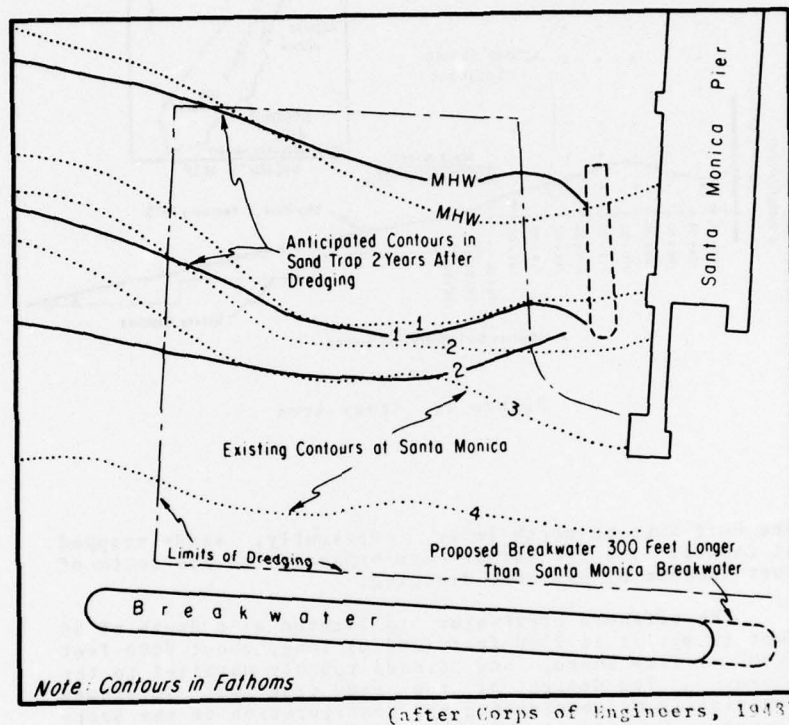 Santa Monica Pier
MHW
MHW
Anticipated Contours in
Sand Trap 2 Years After
Dredging
1
1
2
2
3
Existing Contours at Santa Monica
4
Limits of Dredging
Proposed Breakwater 300 Feet Longer
Than Santa Monica Breakwater
Breakwater
Note: Contours in Fathoms
(after Corps of Engineers, 1948)